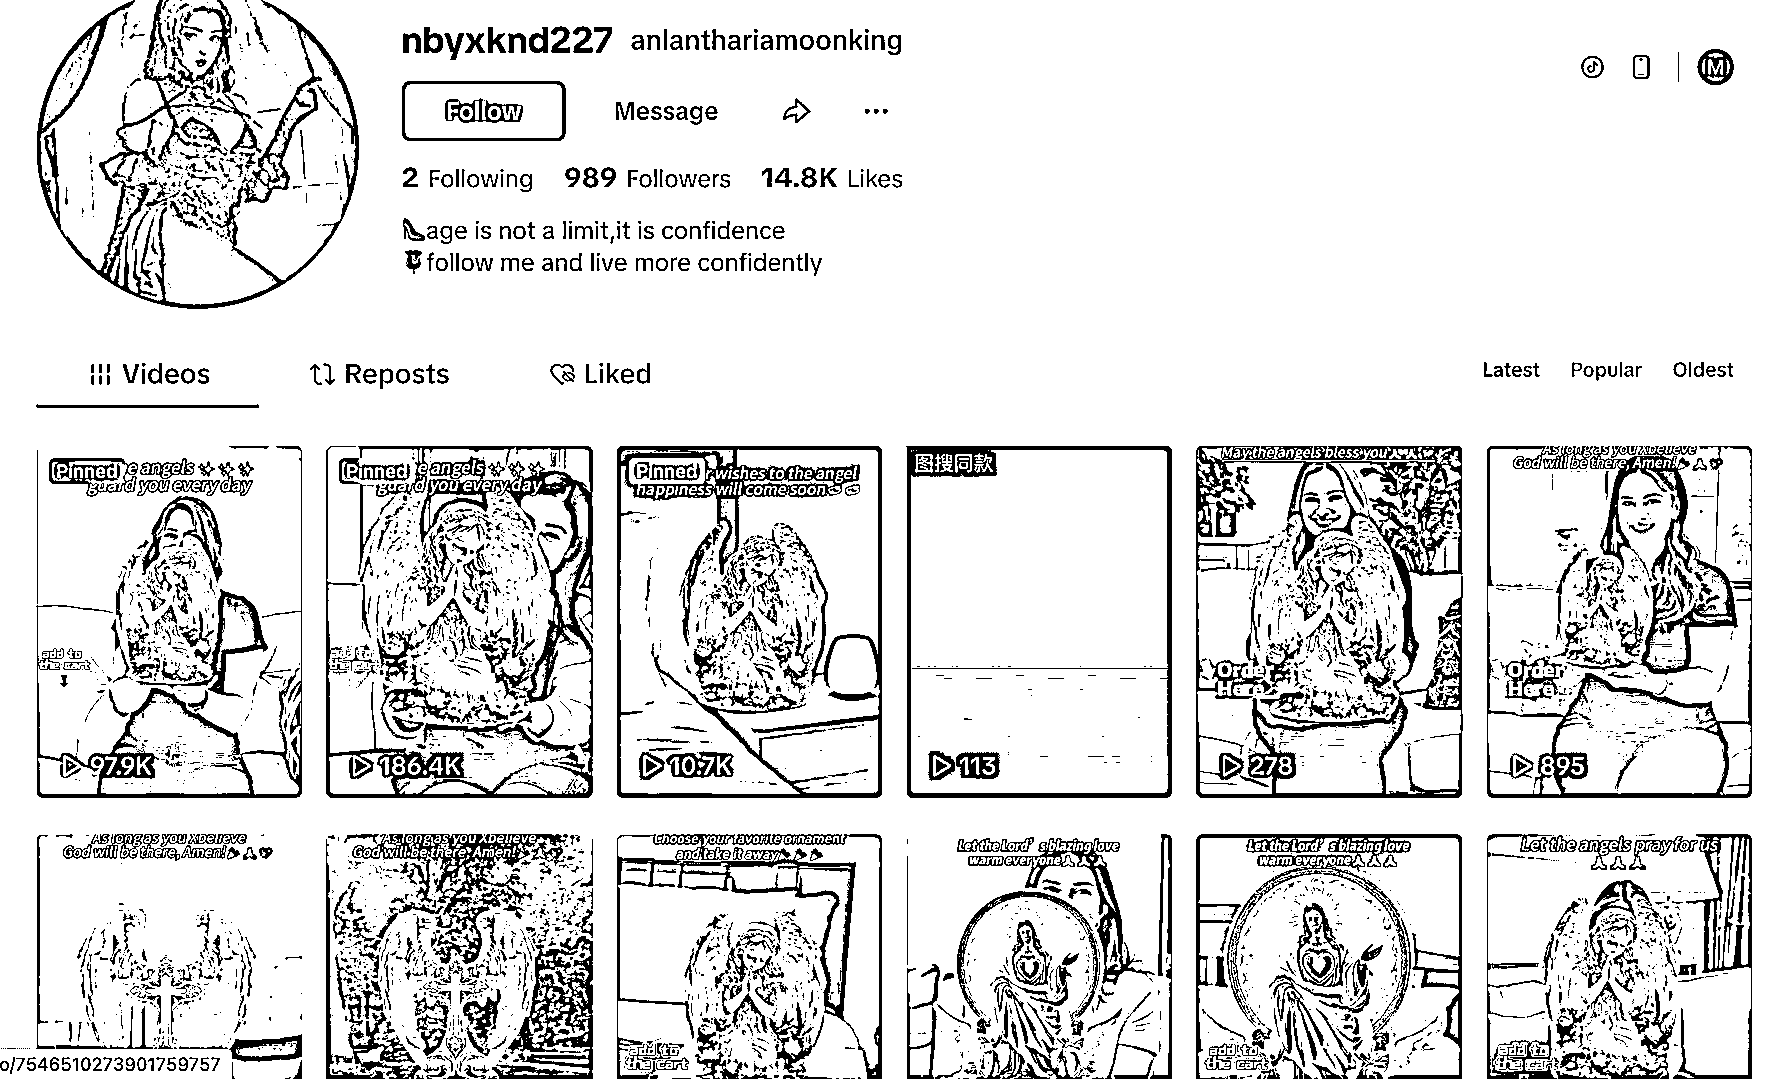 nbyxknd227 anlanthariamoonking
Follow Message
2 Following 989 Followers 14.8K Likes
age is not a limit,it is confidence
follow me and live more confidently
Videos Reposts Liked
Latest Popular Oldest
Pinned e angels
guard you every day
add to
the cart
97.9K
Pinned e angels
guard you every day
add to
the cart
186.4K
Pinned r wishes to the angel
happiness will come soon
10.7K
图搜同款
113
May the angels bless you
Order
Here
278
As long as you Xbelieve
God will be there, Amen!
Order
Here
895
As long as you Xbelieve
God will be there, Amen!
As long as you Xbelieve
God will be there, Amen!
Choose your favorite ornament
and take it away
add to
the cart
Let the Lord’s blazing love
warm everyone
Let the Lord’s blazing love
warm everyone
add to
the cart
Let the angels pray for us
add to
the cart
o/7546510273901759757